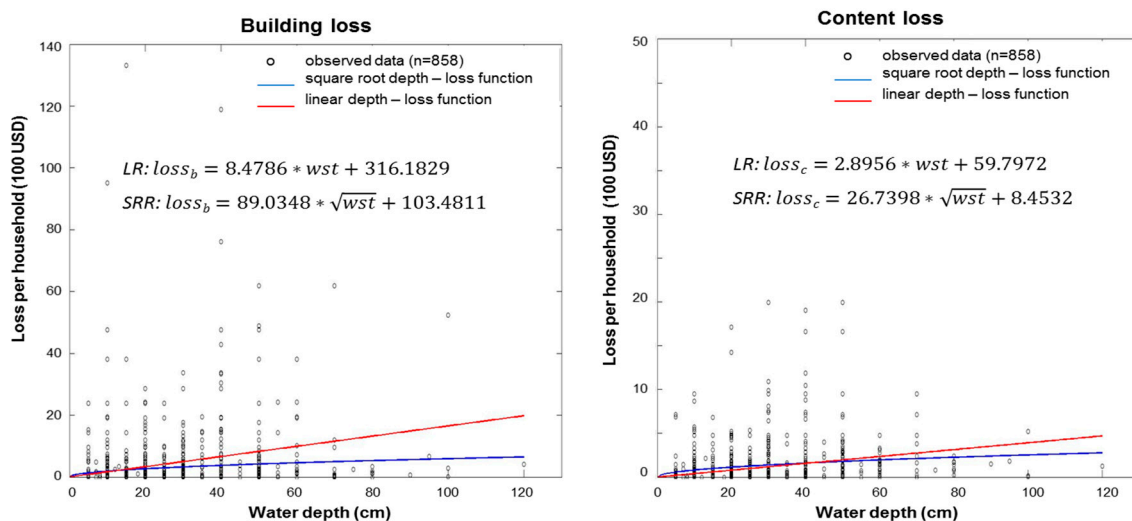 Building loss
140
120
100
80
60
40
20
0
Loss per household (100 USD)
observed data (n=858)
square root depth – loss function
linear depth – loss function
LR: loss_b = 8.4786 * wst + 316.1829
SRR: loss_b = 89.0348 * √wst + 103.4811
0 20 40 60 80 100 120
Water depth (cm)
Content loss
50
40
30
20
10
0
Loss per household (100 USD)
observed data (n=858)
square root depth – loss function
linear depth – loss function
LR: loss_c = 2.8956 * wst + 59.7972
SRR: loss_c = 26.7398 * √wst + 8.4532
0 20 40 60 80 100 120
Water depth (cm)